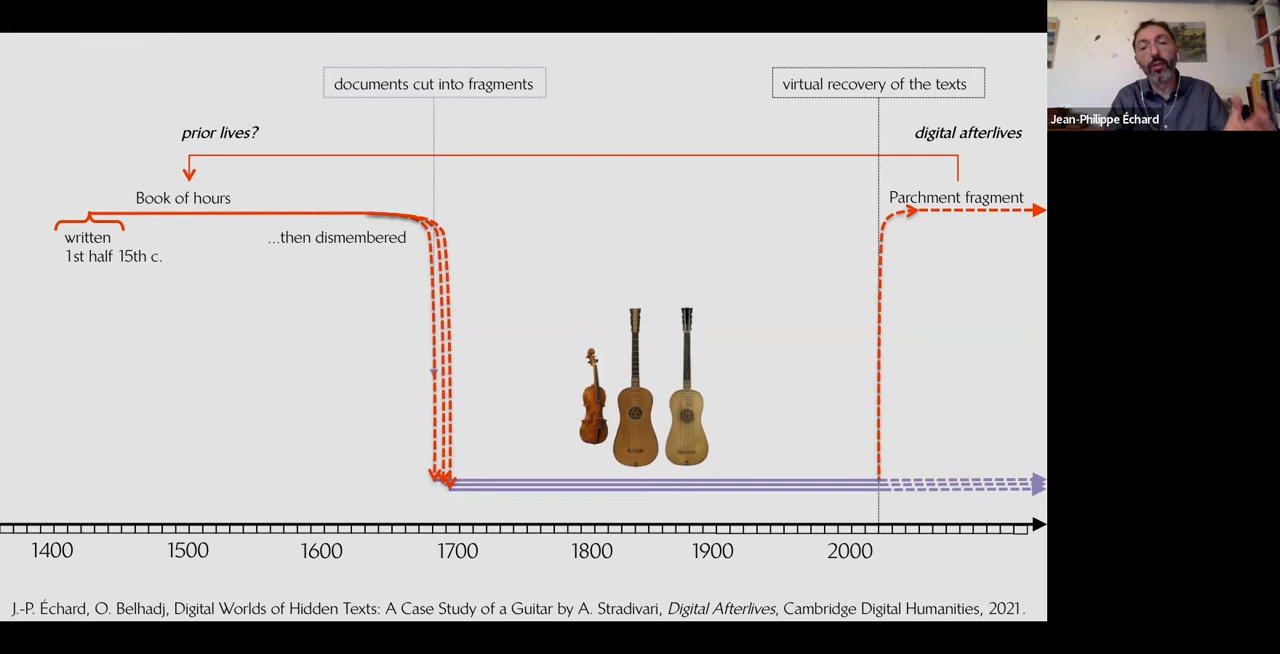 documents cut into fragments
virtual recovery of the texts
Jean-Philippe Échard
prior lives?
digital afterlives
Book of hours
Parchment fragment
written
1st half 15th c.
...then dismembered
1400
1500
1600
1700
1800
1900
2000
J.-P. Échard, O. Belhadj, Digital Worlds of Hidden Texts: A Case Study of a Guitar by A. Stradivari, Digital Afterlives, Cambridge Digital Humanities, 2021.